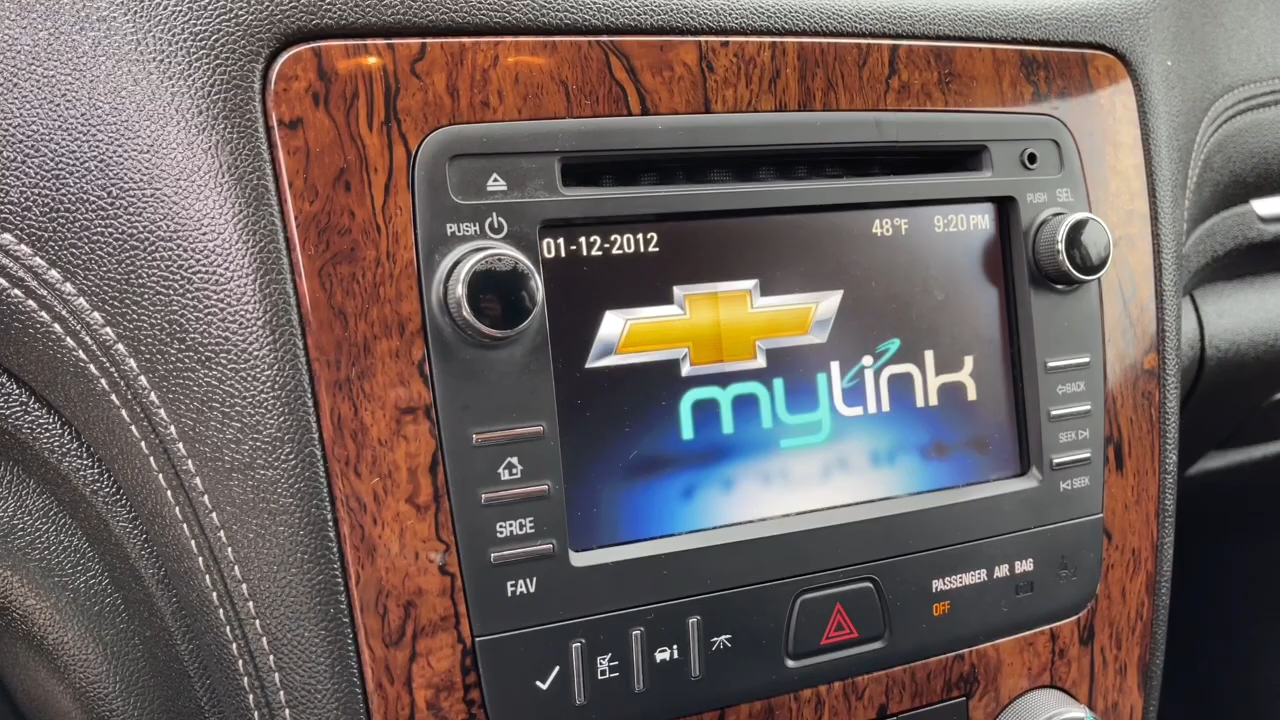 PUSH
PUSH SEL
01-12-2012 48°F 9:20 PM
mylink
BACK
SEEK
SEEK
SRCE
FAV
PASSENGER AIR BAG
OFF
i